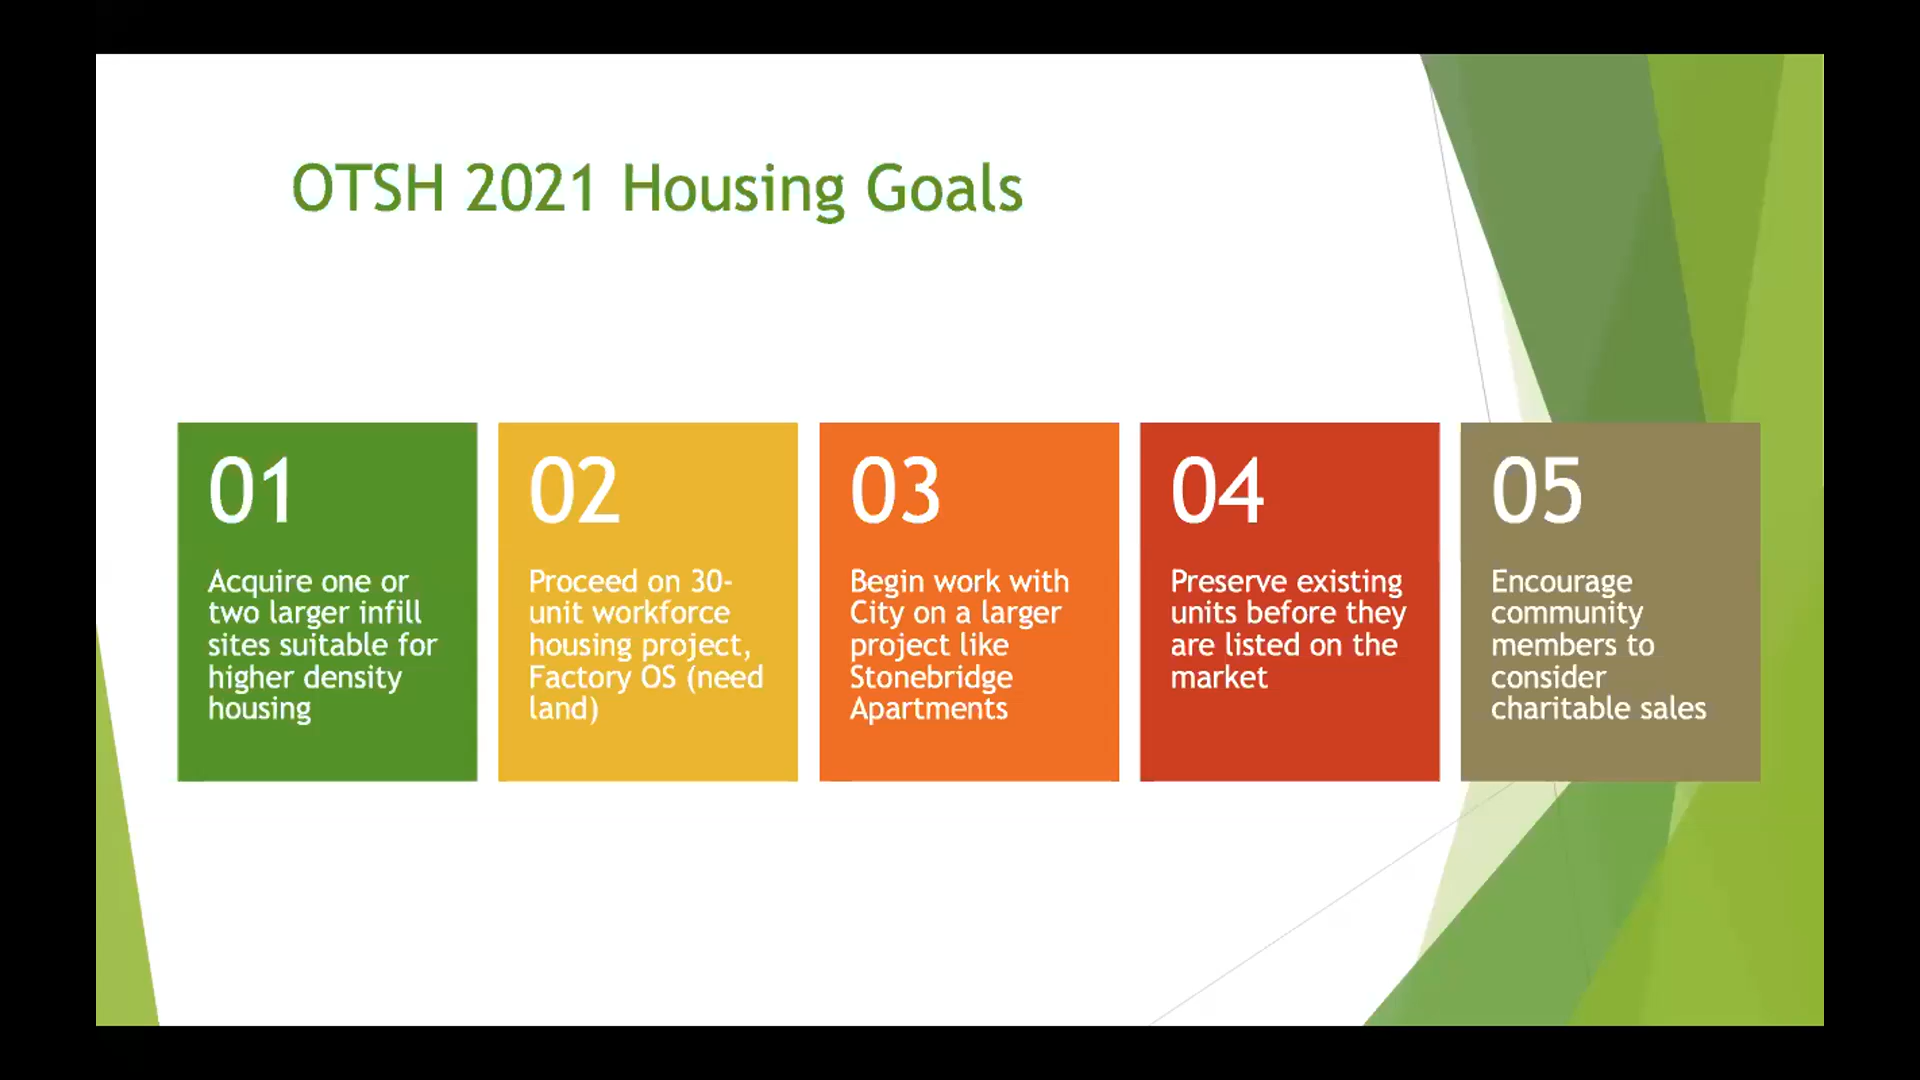 OTSH 2021 Housing Goals
01
Acquire one or
two larger infill
sites suitable for
higher density
housing
02
Proceed on 30-
unit workforce
housing project,
Factory OS (need
land)
03
Begin work with
City on a larger
project like
Stonebridge
Apartments
04
Preserve existing
units before they
are listed on the
market
05
Encourage
community
members to
consider
charitable sales